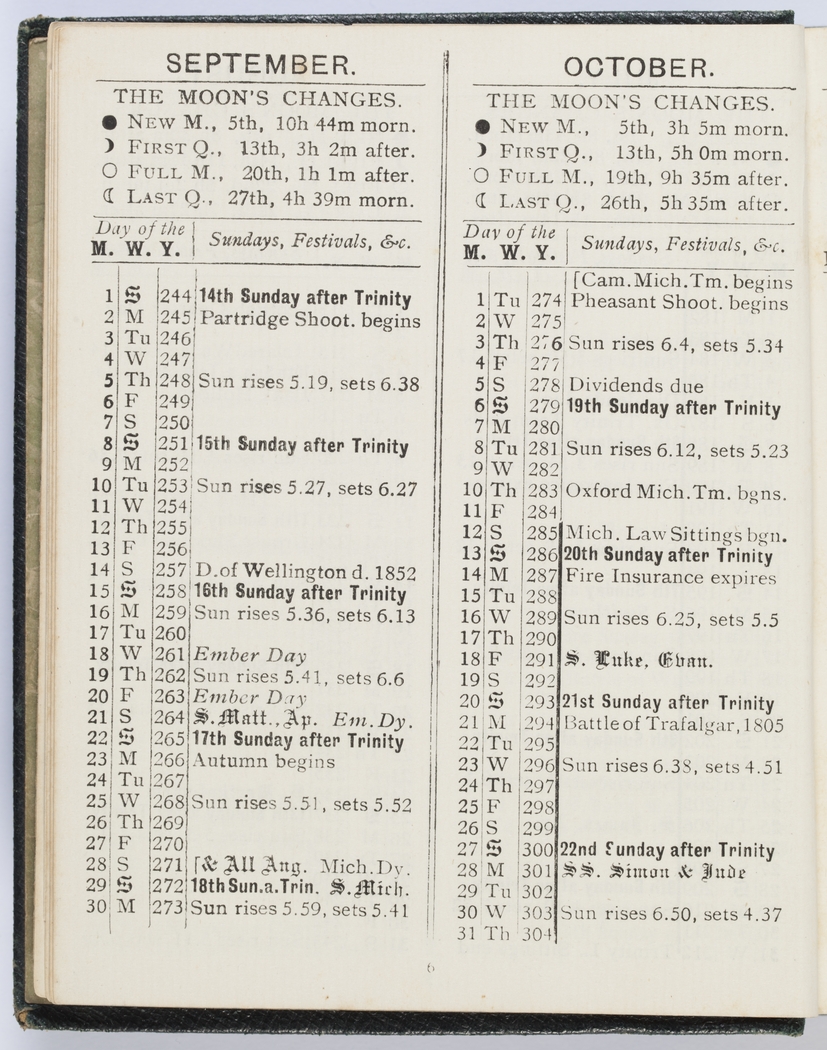 SEPTEMBER.
THE MOON'S CHANGES.
● NEW M., 5th, 10h 44m morn.
☽ FIRST Q., 13th, 3h 2m after.
○ FULL M., 20th, 1h 1m after.
☾ LAST Q., 27th, 4h 39m morn.
Day of the
M. W. Y. Sundays, Festivals, &c.
1 S 244 14th Sunday after Trinity
2 M 245 Partridge Shoot. begins
3 Tu 246
4 W 247
5 Th 248 Sun rises 5.19, sets 6.38
6 F 249
7 S 250
8 S 251 15th Sunday after Trinity
9 M 252
10 Tu 253 Sun rises 5.27, sets 6.27
11 W 254
12 Th 255
13 F 256
14 S 257 D. of Wellington d. 1852
15 S 258 16th Sunday after Trinity
16 M 259 Sun rises 5.36, sets 6.13
17 Tu 260
18 W 261 Ember Day
19 Th 262 Sun rises 5.41, sets 6.6
20 F 263 Ember Day
21 S 264 S. Matt., Ap. Em. Dy.
22 S 265 17th Sunday after Trinity
23 M 266 Autumn begins
24 Tu 267
25 W 268 Sun rises 5.51, sets 5.52
26 Th 269
27 F 270
28 S 271 [& All Ang. Mich. Dy.
29 S 272 18th Sun. a. Trin. S. Mich.
30 M 273 Sun rises 5.59, sets 5.41
OCTOBER.
THE MOON'S CHANGES.
● NEW M., 5th, 3h 5m morn.
☽ FIRST Q., 13th, 5h 0m morn.
○ FULL M., 19th, 9h 35m after.
☾ LAST Q., 26th, 5h 35m after.
Day of the
M. W. Y. Sundays, Festivals, &c.
[Cam. Mich. Tm. begins
1 Tu 274 Pheasant Shoot. begins
2 W 275
3 Th 276 Sun rises 6.4, sets 5.34
4 F 277
5 S 278 Dividends due
6 S 279 19th Sunday after Trinity
7 M 280
8 Tu 281 Sun rises 6.12, sets 5.23
9 W 282
10 Th 283 Oxford Mich. Tm. bgns.
11 F 284
12 S 285 Mich. Law Sittings bgn.
13 S 286 20th Sunday after Trinity
14 M 287 Fire Insurance expires
15 Tu 288
16 W 289 Sun rises 6.25, sets 5.5
17 Th 290
18 F 291 S. Luke, Evan.
19 S 292
20 S 293 21st Sunday after Trinity
21 M 294 Battle of Trafalgar, 1805
22 Tu 295
23 W 296 Sun rises 6.38, sets 4.51
24 Th 297
25 F 298
26 S 299
27 S 300 22nd Sunday after Trinity
28 M 301 SS. Simon & Jude
29 Tu 302
30 W 303 Sun rises 6.50, sets 4.37
31 Th 304
6